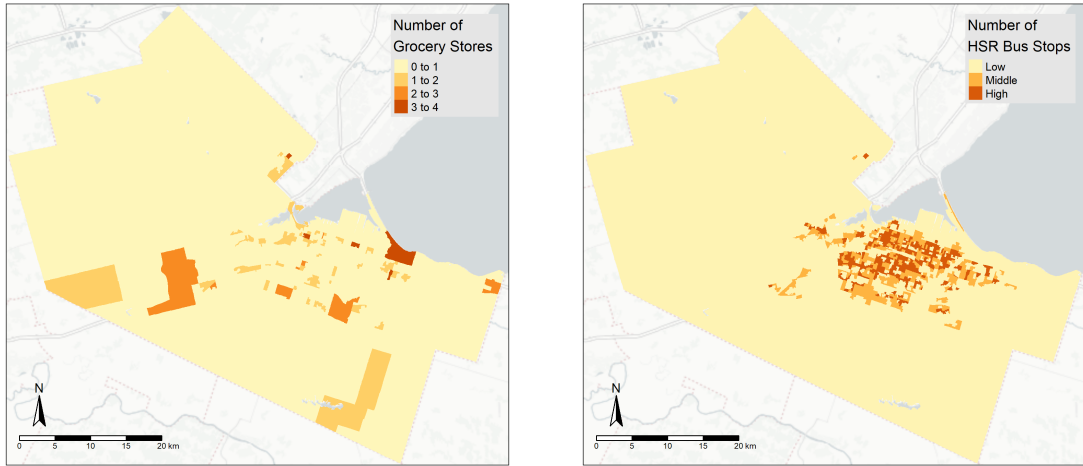 Number of
Grocery Stores
0 to 1
1 to 2
2 to 3
3 to 4
N
0 5 10 15 20 km
Number of
HSR Bus Stops
Low
Middle
High
N
0 5 10 15 20 km